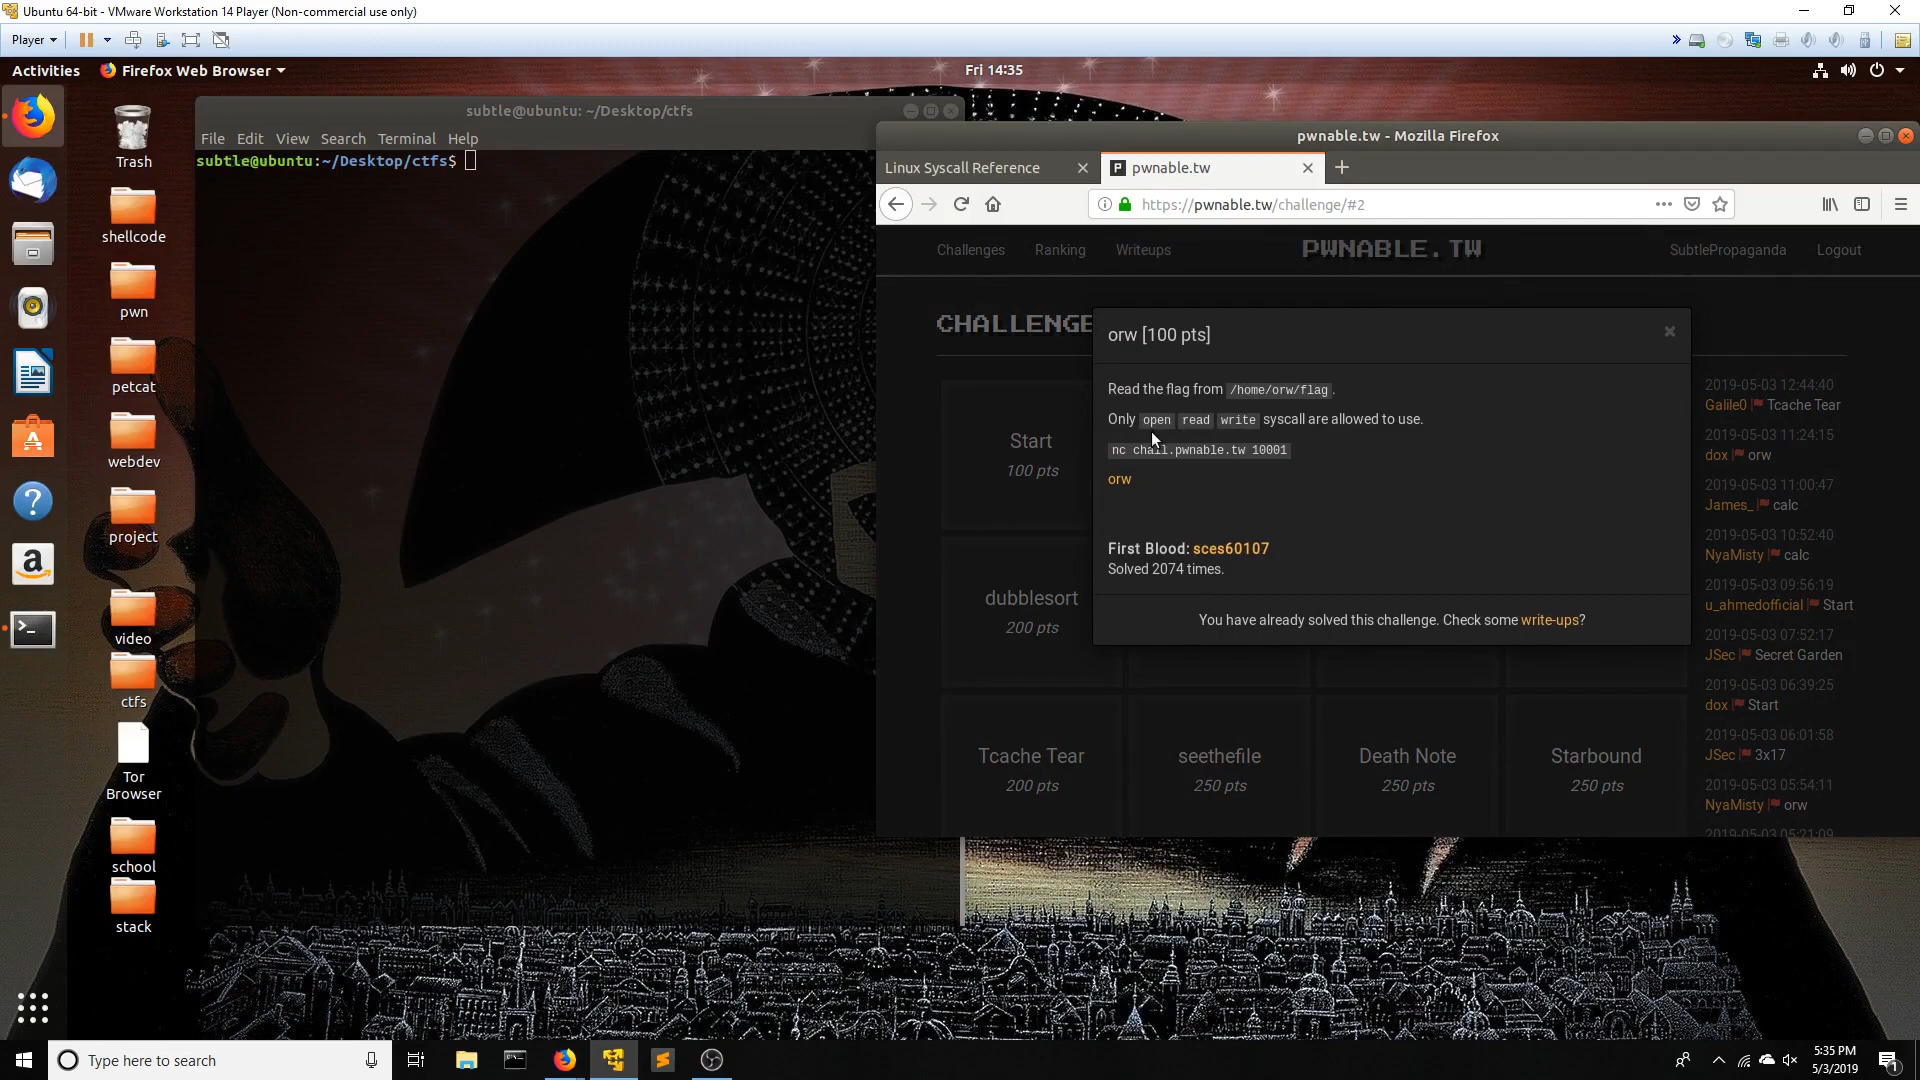 Ubuntu 64-bit - VMware Workstation 14 Player (Non-commercial use only)
Player
Activities
Firefox Web Browser
Fri 14:35
Trash
shellcode
pwn
petcat
webdev
project
video
ctfs
Tor
Browser
school
stack
subtle@ubuntu: ~/Desktop/ctfs
File Edit View Search Terminal Help
subtle@ubuntu:~/Desktop/ctfs$
pwnable.tw - Mozilla Firefox
Linux Syscall Reference
pwnable.tw
https://pwnable.tw/challenge/#2
Challenges Ranking Writeups PWNABLE.TW SubtlePropaganda Logout
CHALLENGE
orw [100 pts]
Read the flag from /home/orw/flag.
Only open read write syscall are allowed to use.
nc chall.pwnable.tw 10001
orw
First Blood: sces60107
Solved 2074 times.
You have already solved this challenge. Check some write-ups?
Start
100 pts
dubblesort
200 pts
Tcache Tear
200 pts
seethefile
250 pts
Death Note
250 pts
Starbound
250 pts
2019-05-03 12:44:40
Galile0 Tcache Tear
2019-05-03 11:24:15
dox orw
2019-05-03 11:00:47
James_ calc
2019-05-03 10:52:40
NyaMisty calc
2019-05-03 09:56:19
u_ahmedofficial Start
2019-05-03 07:52:17
JSec Secret Garden
2019-05-03 06:39:25
dox Start
2019-05-03 06:01:58
JSec 3x17
2019-05-03 05:54:11
NyaMisty orw
2019-05-03 05:21:09
Type here to search
5:35 PM
5/3/2019
1